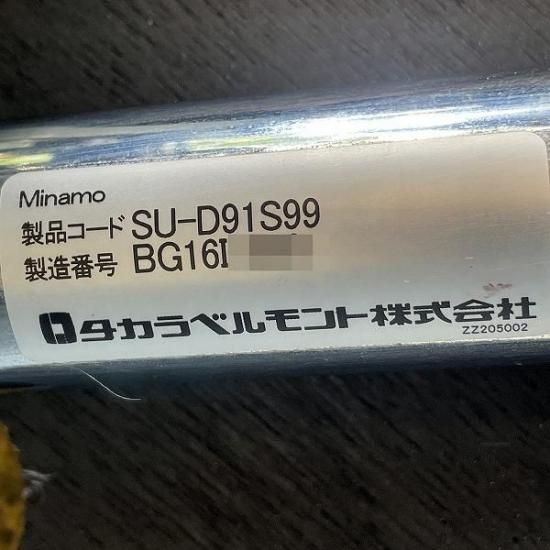 Minamo
製品コード SU-D91S99
製造番号 BG16I
タカラベルモント株式会社
ZZ205002